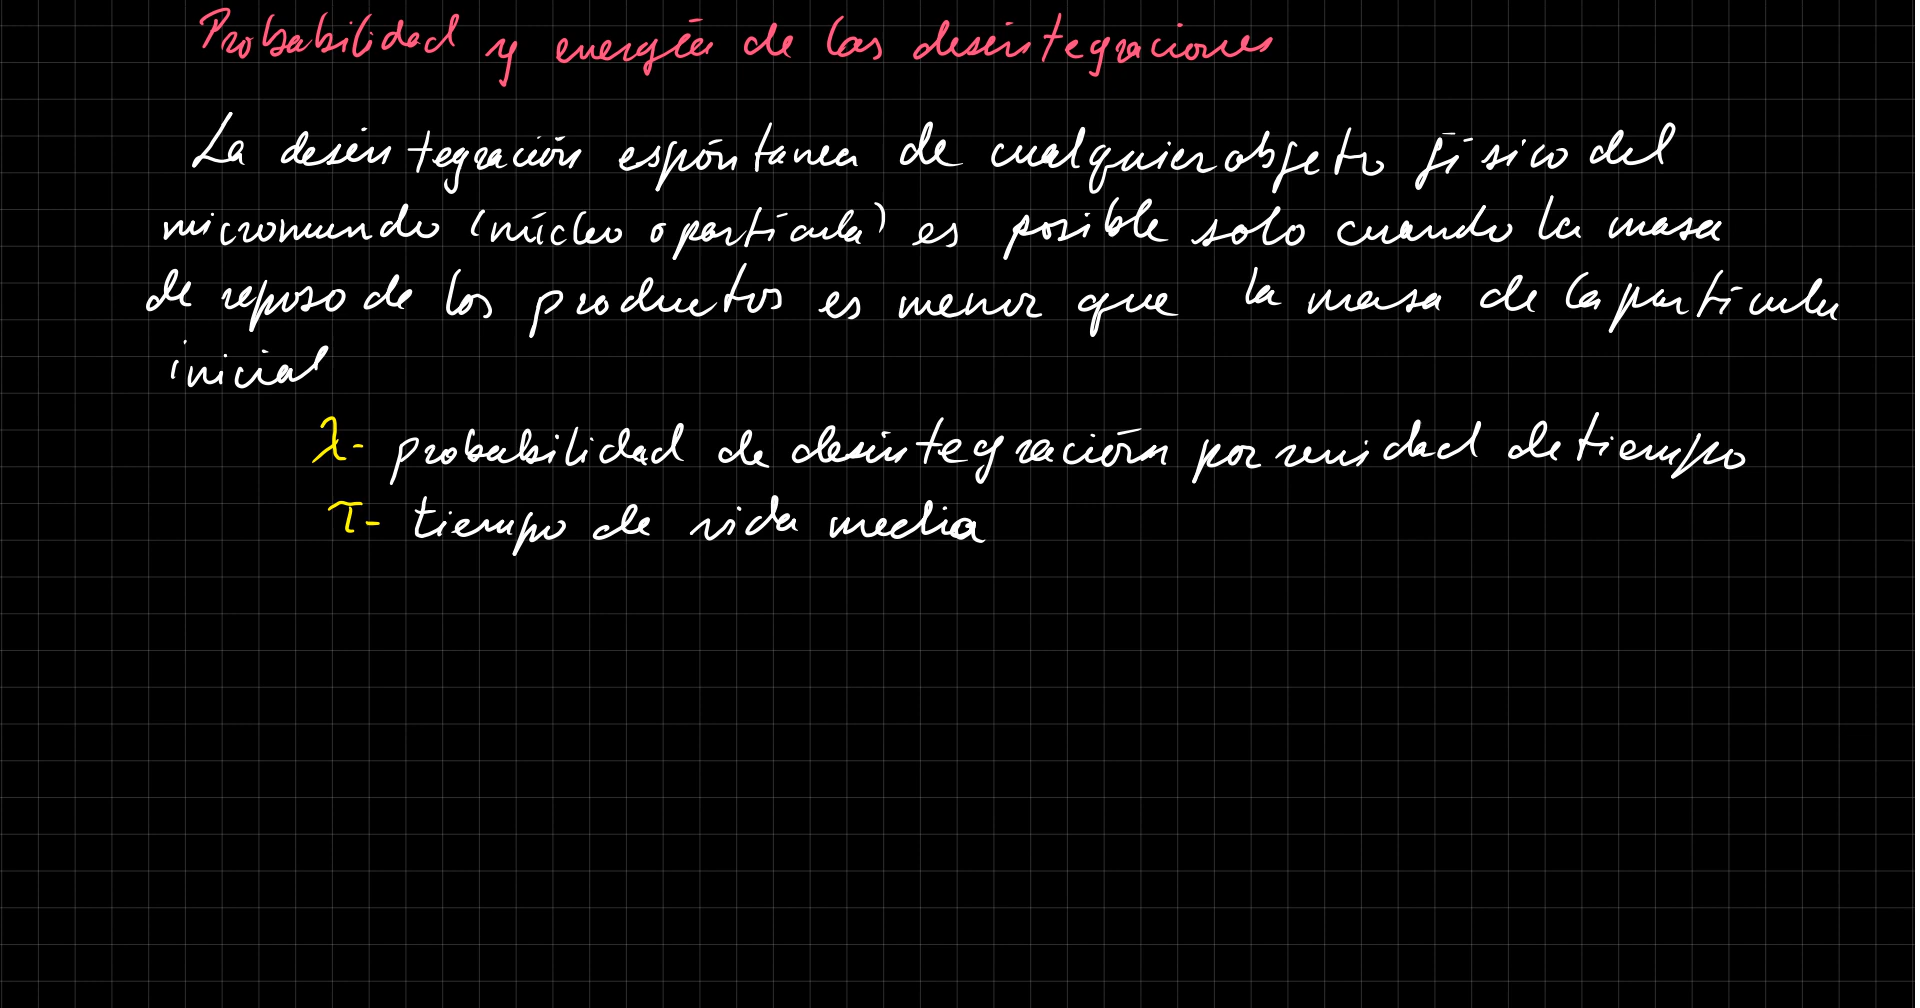 Probabilidad y energía de las desintegraciones
La desintegración espóntanea de cualquier objeto físico del
micromundo (núcleo o partícula) es posible solo cuando la masa
de reposo de los productos es menor que la masa de la partícula
inicial
λ- probabilidad de desintegración por unidad de tiempo
τ- tiempo de vida media